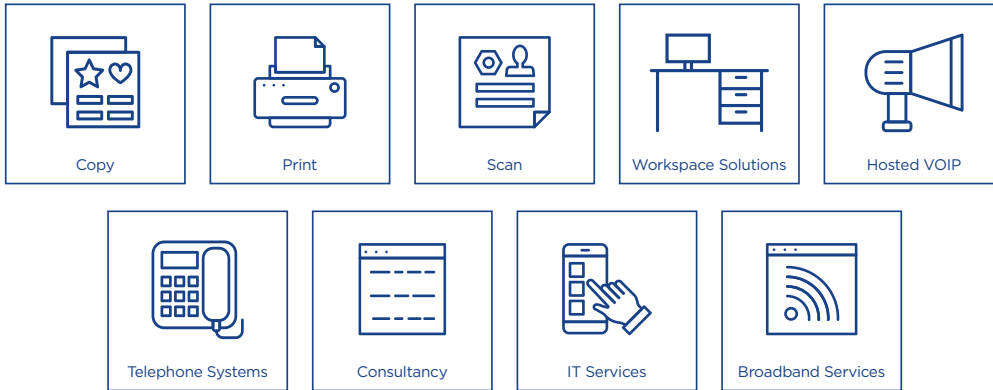 Copy
Print
Scan
Workspace Solutions
Hosted VOIP
Telephone Systems
Consultancy
IT Services
Broadband Services